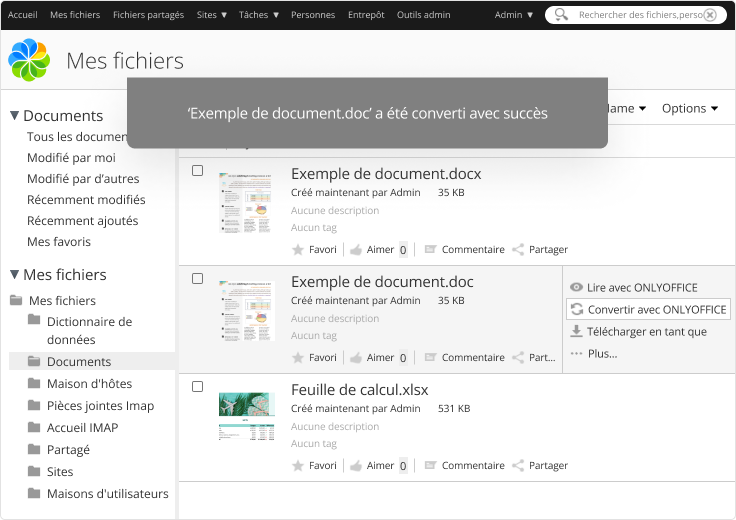 Accueil Mes fichiers Fichiers partagés Sites ▼ Tâches ▼ Personnes Entrepôt Outils admin Admin ▼ Rechercher des fichiers,perso
Mes fichiers
‘Exemple de document.doc’ a été converti avec succès
Options ▼
▼ Documents
Tous les documen
Modifié par moi
Modifié par d’autres
Récemment modifiés
Récemment ajoutés
Mes favoris
▼ Mes fichiers
Mes fichiers
Dictionnaire de
données
Documents
Maison d'hôtes
Pièces jointes Imap
Accueil IMAP
Partagé
Sites
Maisons d'utilisateurs
Exemple de document.docx
Créé maintenant par Admin 35 KB
Aucune description
Aucun tag
Favori Aimer 0 Commentaire Partager
Exemple de document.doc
Créé maintenant par Admin 35 KB
Aucune description
Aucun tag
Favori Aimer 0 Commentaire Part...
Lire avec ONLYOFFICE
Convertir avec ONLYOFFICE
Télécharger en tant que
Plus...
Feuille de calcul.xlsx
Créé maintenant par Admin 531 KB
Aucune description
Aucun tag
Favori Aimer 0 Commentaire Partager